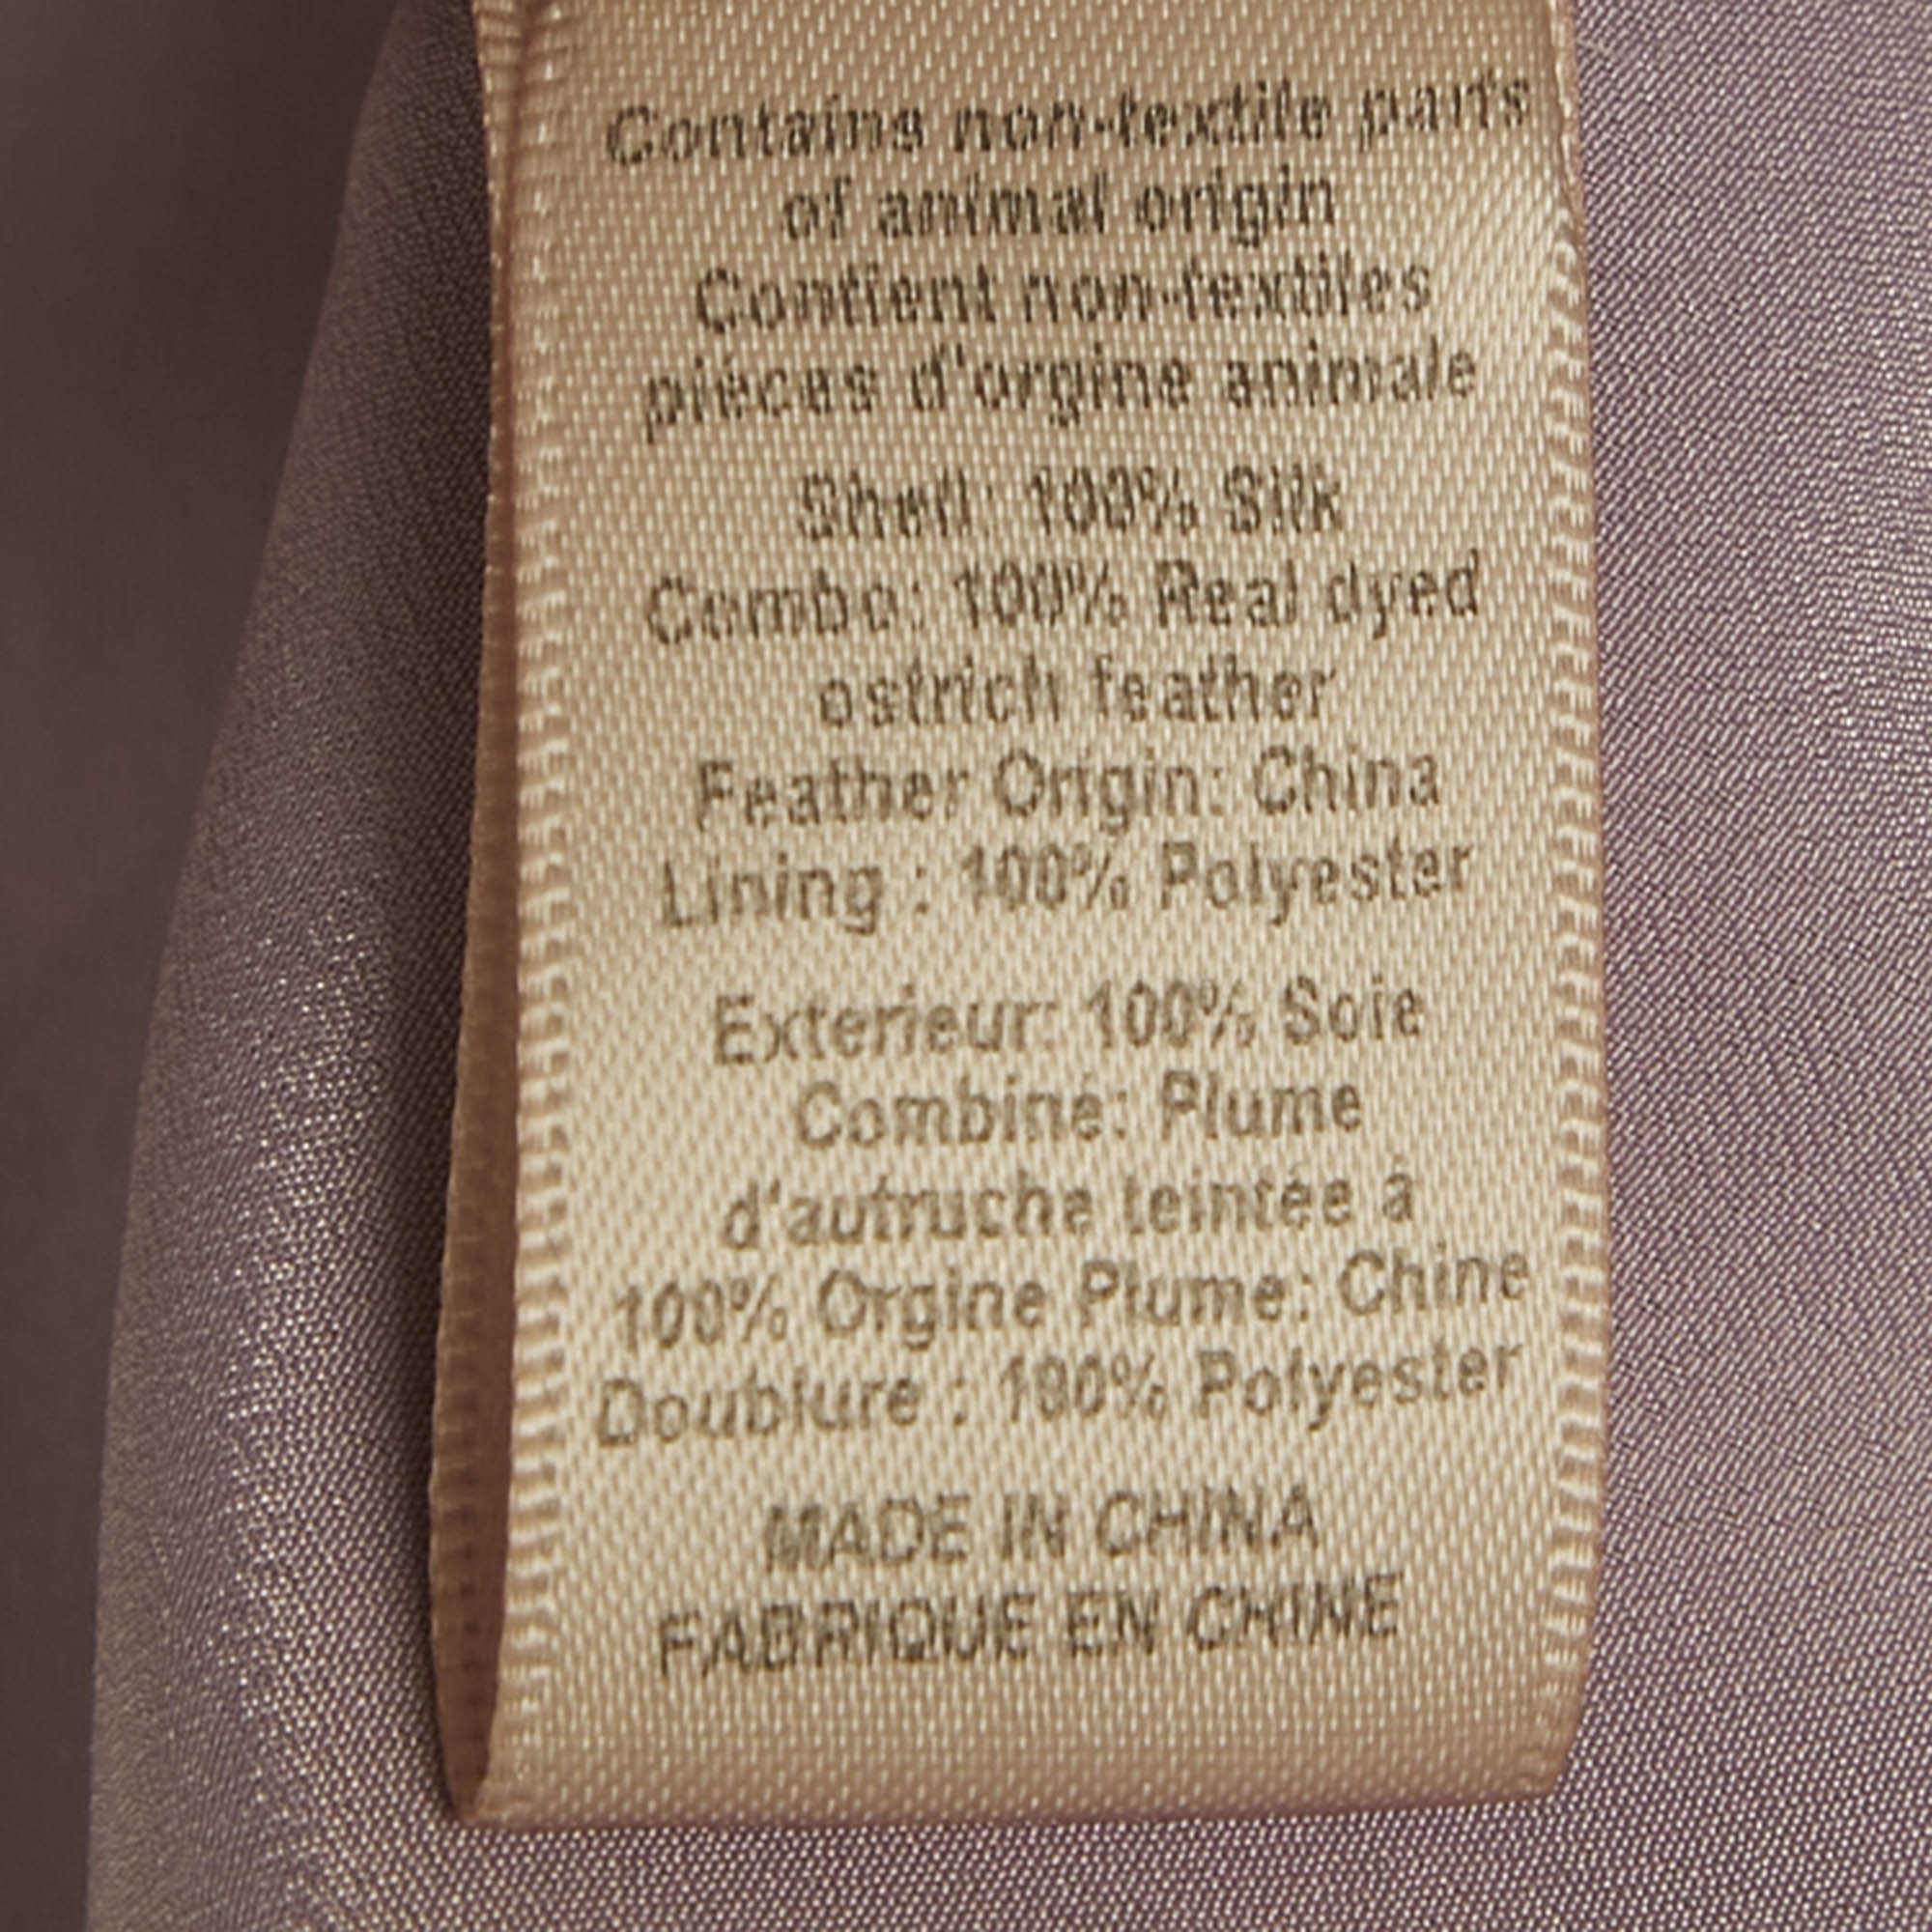 Contains non-textile parts
of animal origin
Contient non-textiles
pièces d'orgine animale
Shell: 100% Silk
Combo: 100% Real dyed
ostrich feather
Feather Origin: China
Lining : 100% Polyester
Exterieur: 100% Soie
Combiné: Plume
d'autruche teintée à
100% Orgine Plume: Chine
Doublure : 100% Polyester
MADE IN CHINA
FABRIQUE EN CHINE